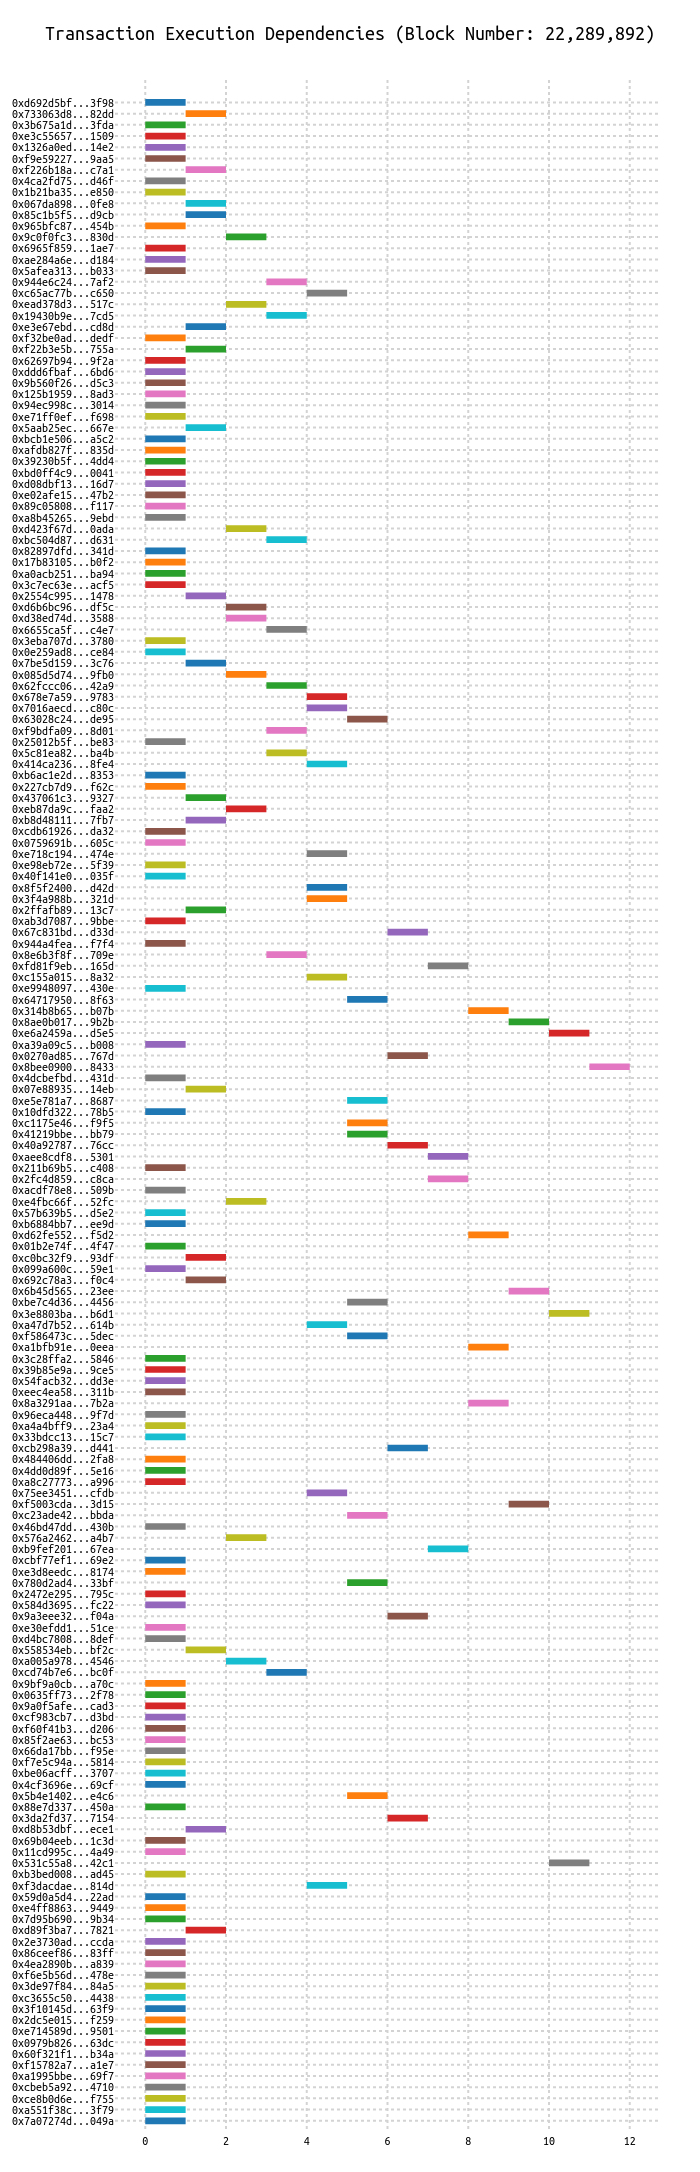 Transaction Execution Dependencies (Block Number: 22,289,892)
0xd692d5bf...3f98
0x733063d8...82dd
0x3b675a1d...3fda
0xe3c55657...1509
0x1326a0ed...14e2
0xf9e59227...9aa5
0xf226b18a...c7a1
0x4ca2fd75...d46f
0x1b21ba35...e850
0x067da898...0fe8
0x85c1b5f5...d9cb
0x965bfc87...454b
0x9c0f0fc3...830d
0x6965f859...1ae7
0xae284a6e...d184
0x5afea313...b033
0x944e6c24...7af2
0xc65ac77b...c650
0xead378d3...517c
0x19430b9e...7cd5
0xe3e67ebd...cd8d
0xf32be0ad...dedf
0xf22b3e5b...755a
0x62697b94...9f2a
0xddd6fbaf...6bd6
0x9b560f26...d5c3
0x125b1959...8ad3
0x94ec998c...3014
0xe71ff0ef...f698
0x5aab25ec...667e
0xbcb1e506...a5c2
0xafdb827f...835d
0x39230b5f...4dd4
0xbd0ff4c9...0041
0xd08dbf13...16d7
0xe02afe15...47b2
0x89c05808...f117
0xa8b45265...9ebd
0xd423f67d...0ada
0xbc504d87...d631
0x82897dfd...341d
0x17b83105...b0f2
0xa0acb251...ba94
0x3c7ec63e...acf5
0x2554c995...1478
0xd6b6bc96...df5c
0xd38ed74d...3588
0x6655ca5f...c4e7
0x3eba707d...3780
0x0e259ad8...ce84
0x7be5d159...3c76
0x085d5d74...9fb0
0x62fccc06...42a9
0x678e7a59...9783
0x7016aecd...c80c
0x63028c24...de95
0xf9bdfa09...8d01
0x25012b5f...be83
0x5c81ea82...ba4b
0x414ca236...8fe4
0xb6ac1e2d...8353
0x227cb7d9...f62c
0x437061c3...9327
0xeb87da9c...faa2
0xb8d48111...7fb7
0xcdb61926...da32
0x0759691b...605c
0xe718c194...474e
0xe98eb72e...5f39
0x40f141e0...035f
0x8f5f2400...d42d
0x3f4a988b...321d
0x2ffafb89...13c7
0xab3d7087...9bbe
0x67c831bd...d33d
0x944a4fea...f7f4
0x8e6b3f8f...709e
0xfd81f9eb...165d
0xc155a015...8a32
0xe9948097...430e
0x64717950...8f63
0x314b8b65...b07b
0x8ae0b017...9b2b
0xe6a2459a...d5e5
0xa39a09c5...b008
0x0270ad85...767d
0x8bee0900...8433
0x4dcbefbd...431d
0x07e88935...14eb
0xe5e781a7...8687
0x10dfd322...78b5
0xc1175e46...f9f5
0x41219bbe...bb79
0x40a92787...76cc
0xaee8cdf8...5301
0x211b69b5...c408
0x2fc4d859...c8ca
0xacdf78e8...509b
0xe4fbc66f...52fc
0x57b639b5...d5e2
0xb6884bb7...ee9d
0xd62fe552...f5d2
0x01b2e74f...4f47
0xc0bc32f9...93df
0x099a600c...59e1
0x692c78a3...f0c4
0x6b45d565...23ee
0xbe7c4d36...4456
0x3e8803ba...b6d1
0xa47d7b52...614b
0xf586473c...5dec
0xa1bfb91e...0eea
0x3c28ffa2...5846
0x39b85e9a...9ce5
0x54facb32...dd3e
0xeec4ea58...311b
0x8a3291aa...7b2a
0x96eca448...9f7d
0xa4a4bff9...23a4
0x33bdcc13...15c7
0xcb298a39...d441
0x484406dd...2fa8
0x4dd0d89f...5e16
0xa8c27773...a996
0x75ee3451...cfdb
0xf5003cda...3d15
0xc23ade42...bbda
0x46bd47dd...430b
0x576a2462...a4b7
0xb9fef201...67ea
0xcbf77ef1...69e2
0xe3d8eedc...8174
0x780d2ad4...33bf
0x2472e295...795c
0x584d3695...fc22
0x9a3eee32...f04a
0xe30efdd1...51ce
0xd4bc7808...8def
0x558534eb...bf2c
0xa005a978...4546
0xcd74b7e6...bc0f
0x9bf9a0cb...a70c
0x0635ff73...2f78
0x9a0f5afe...cad3
0xcf983cb7...d3bd
0xf60f41b3...d206
0x85f2ae63...bc53
0x66da17bb...f95e
0xf7e5c94a...5814
0xbe06acff...3707
0x4cf3696e...69cf
0x5b4e1402...e4c6
0x88e7d337...450a
0x3da2fd37...7154
0xd8b53dbf...ece1
0x69b04eeb...1c3d
0x11cd995c...4a49
0x531c55a8...42c1
0xb3bed008...ad45
0xf3dacdae...814d
0x59d0a5d4...22ad
0xe4ff8863...9449
0x7d95b690...9b34
0xd89f3ba7...7821
0x2e3730ad...ccda
0x86ceef86...83ff
0x4ea2890b...a839
0xf6e5b56d...478e
0x3de97f84...84a5
0xc3655c50...4438
0x3f10145d...63f9
0x2dc5e015...f259
0xe714589d...9501
0x0979b826...63dc
0x60f321f1...b34a
0xf15782a7...a1e7
0xa1995bbe...69f7
0xcbeb5a92...4710
0xce8b0d6e...f755
0xa551f38c...3f79
0x7a07274d...049a
0 2 4 6 8 10 12